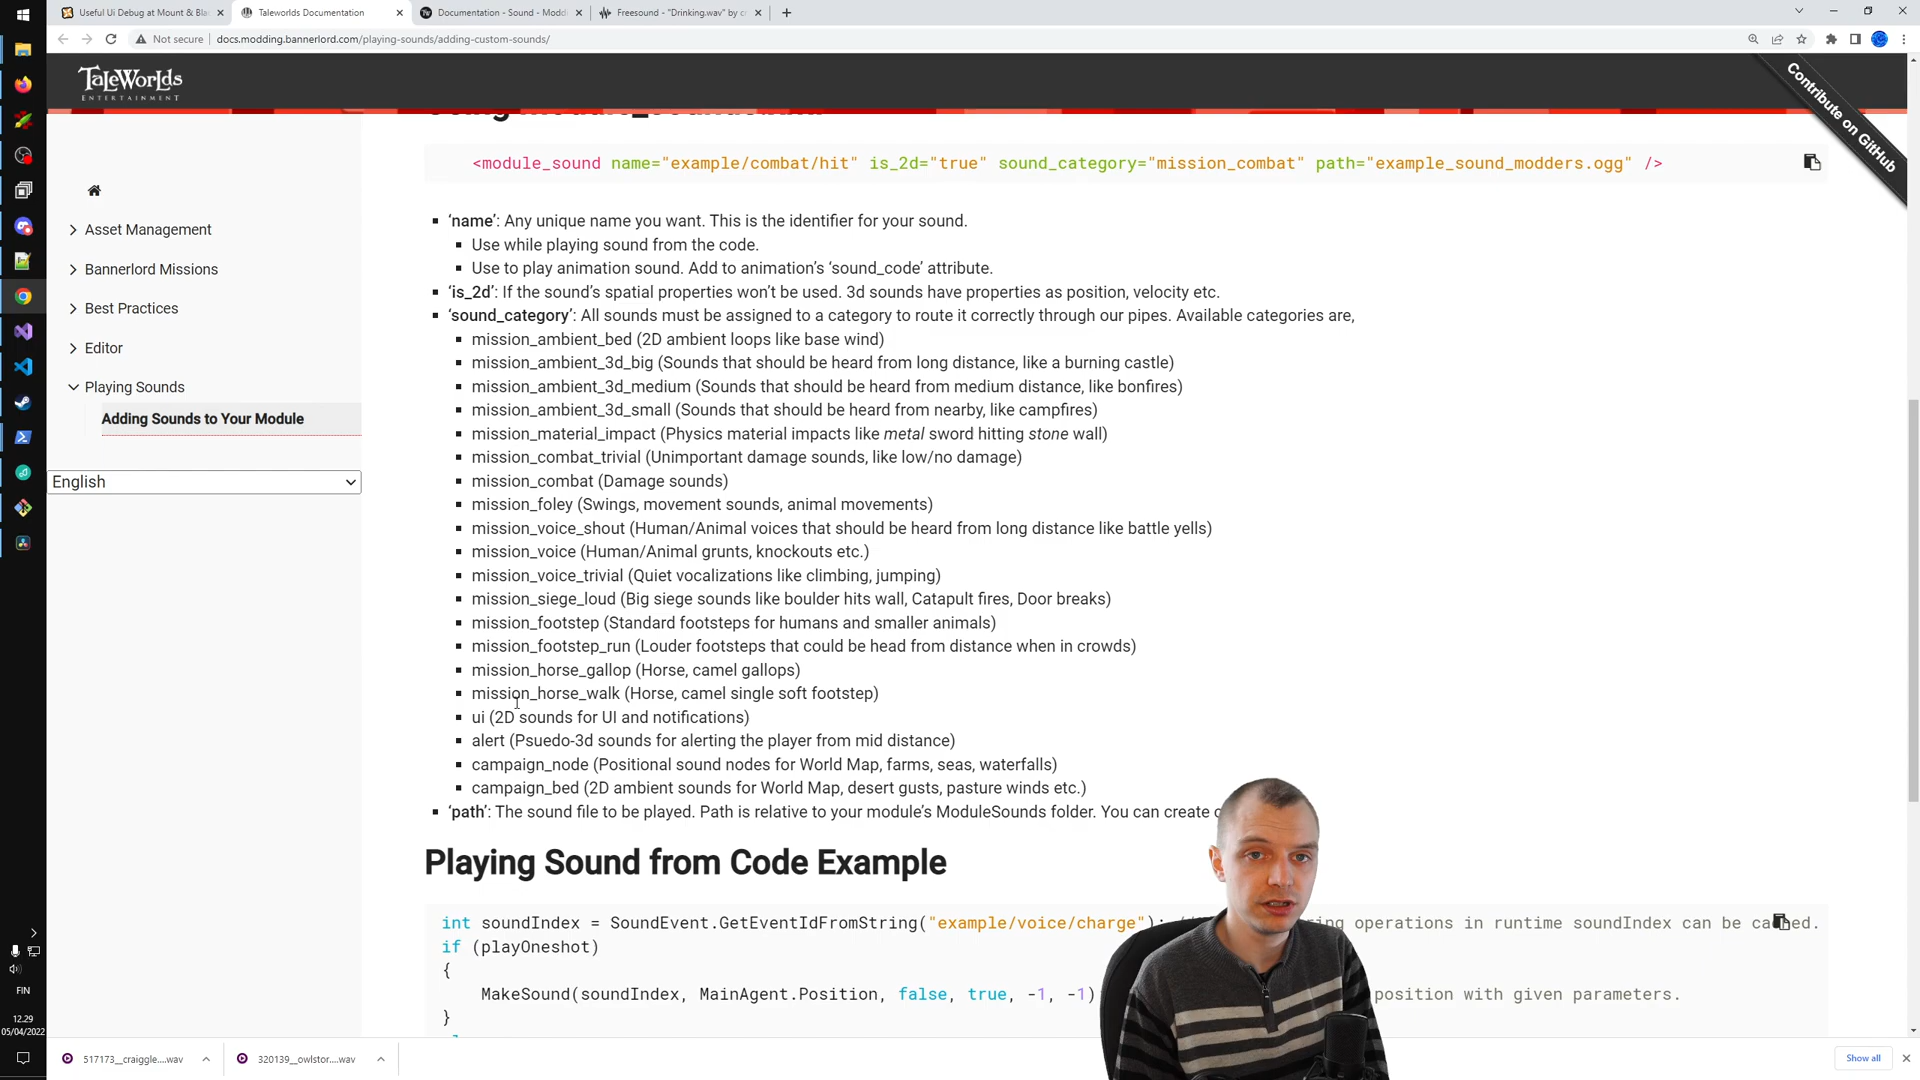 Useful Ui Debug at Mount & Bla
Taleworlds Documentation
Documentation - Sound - Moddi
Freesound - "Drinking.wav" by cr
Not secure
docs.modding.bannerlord.com/playing-sounds/adding-custom-sounds/
TALEWORLDS
ENTERTAINMENT
Contribute on GitHub
<module_sound name="example/combat/hit" is_2d="true" sound_category="mission_combat" path="example_sound_modders.ogg" />
Asset Management
Bannerlord Missions
Best Practices
Editor
Playing Sounds
Adding Sounds to Your Module
English
'name': Any unique name you want. This is the identifier for your sound.
Use while playing sound from the code.
Use to play animation sound. Add to animation's 'sound_code' attribute.
'is_2d': If the sound's spatial properties won't be used. 3d sounds have properties as position, velocity etc.
'sound_category': All sounds must be assigned to a category to route it correctly through our pipes. Available categories are,
mission_ambient_bed (2D ambient loops like base wind)
mission_ambient_3d_big (Sounds that should be heard from long distance, like a burning castle)
mission_ambient_3d_medium (Sounds that should be heard from medium distance, like bonfires)
mission_ambient_3d_small (Sounds that should be heard from nearby, like campfires)
mission_material_impact (Physics material impacts like metal sword hitting stone wall)
mission_combat_trivial (Unimportant damage sounds, like low/no damage)
mission_combat (Damage sounds)
mission_foley (Swings, movement sounds, animal movements)
mission_voice_shout (Human/Animal voices that should be heard from long distance like battle yells)
mission_voice (Human/Animal grunts, knockouts etc.)
mission_voice_trivial (Quiet vocalizations like climbing, jumping)
mission_siege_loud (Big siege sounds like boulder hits wall, Catapult fires, Door breaks)
mission_footstep (Standard footsteps for humans and smaller animals)
mission_footstep_run (Louder footsteps that could be head from distance when in crowds)
mission_horse_gallop (Horse, camel gallops)
mission_horse_walk (Horse, camel single soft footstep)
ui (2D sounds for UI and notifications)
alert (Psuedo-3d sounds for alerting the player from mid distance)
campaign_node (Positional sound nodes for World Map, farms, seas, waterfalls)
campaign_bed (2D ambient sounds for World Map, desert gusts, pasture winds etc.)
'path': The sound file to be played. Path is relative to your module's ModuleSounds folder. You can create
Playing Sound from Code Example
int soundIndex = SoundEvent.GetEventIdFromString("example/voice/charge"); operations in runtime soundIndex can be
if (playOneshot)
{
MakeSound(soundIndex, MainAgent.Position, false, true, -1, -1) position with given parameters.
}
FIN
12.29
05/04/2022
517173__craiggle....wav
320139__owlstor....wav
Show all